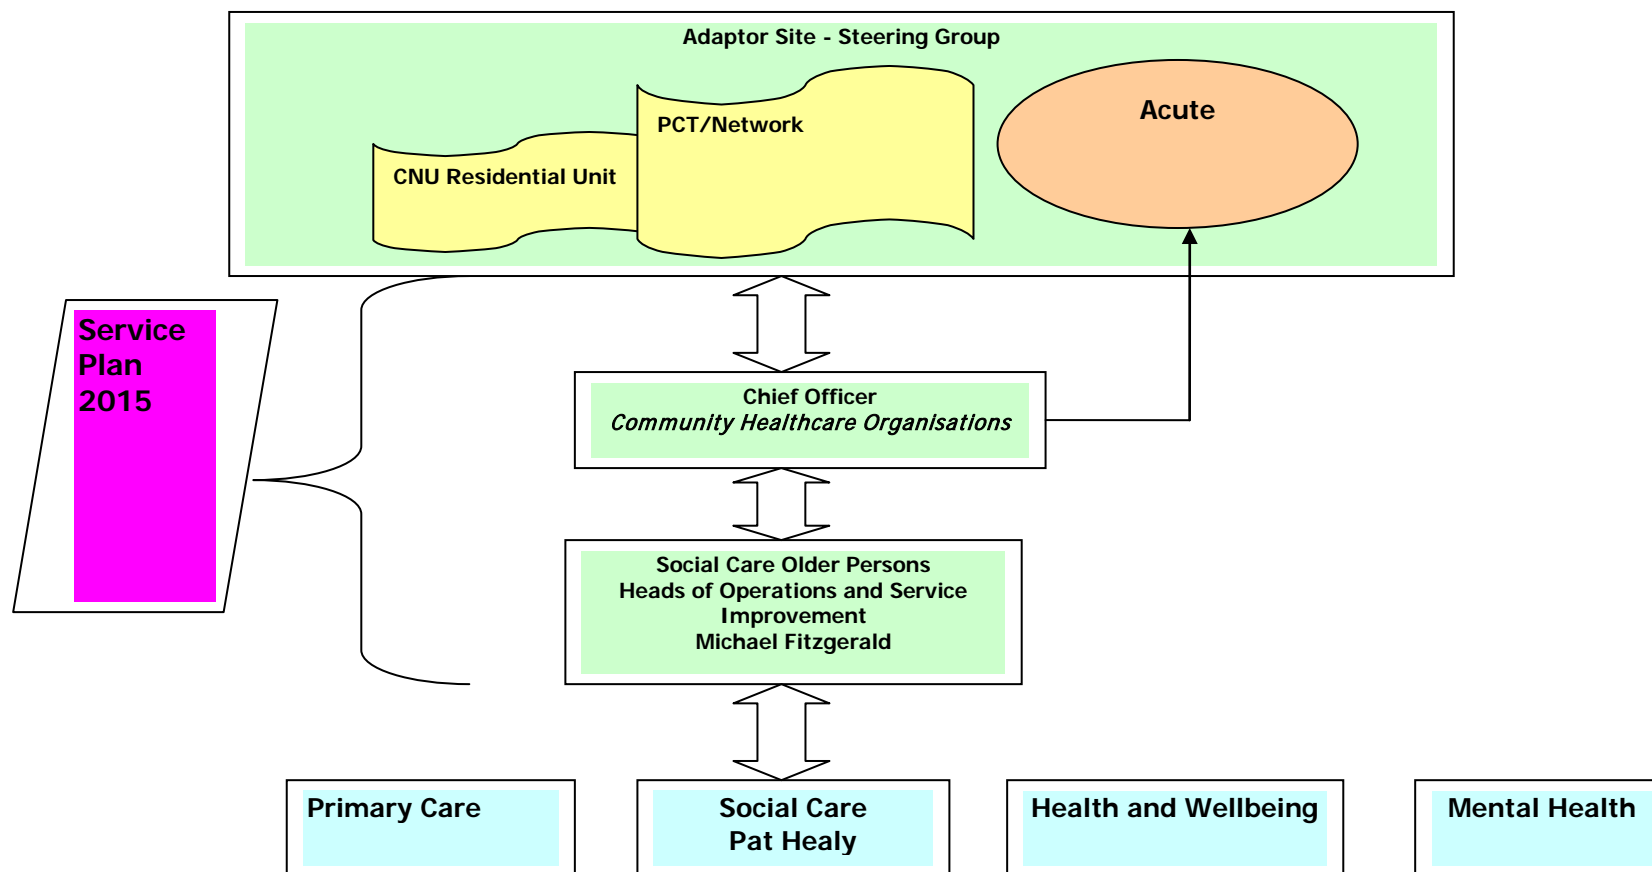 Adaptor Site - Steering Group
PCT/Network
Acute
CNU Residential Unit
Service
Plan
2015
Chief Officer
Community Healthcare Organisations
Social Care Older Persons
Heads of Operations and Service
Improvement
Michael Fitzgerald
Primary Care
Social Care
Pat Healy
Health and Wellbeing
Mental Health